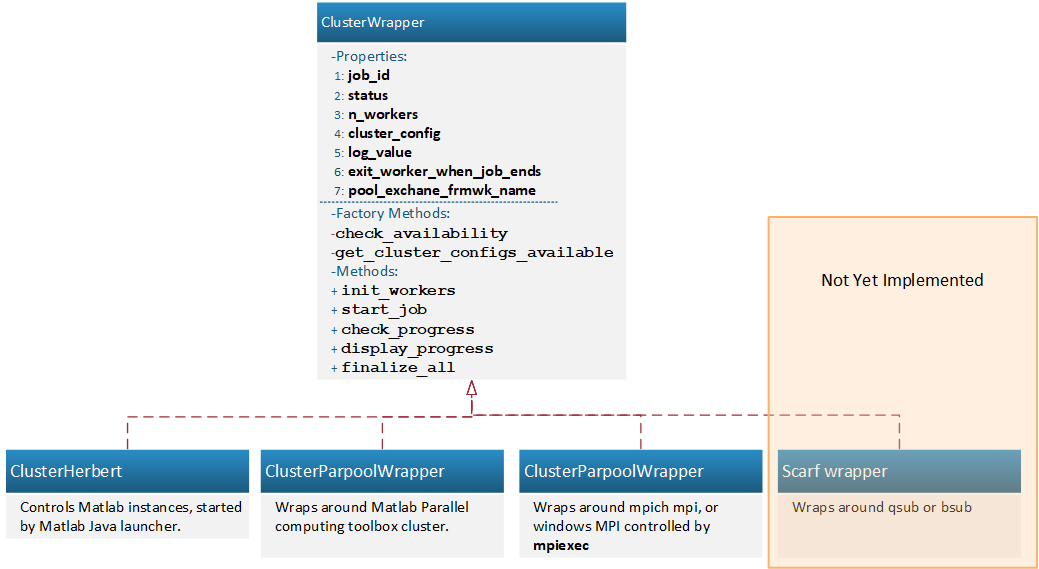 ClusterWrapper
-Properties:
1: job_id
2: status
3: n_workers
4: cluster_config
5: log_value
6: exit_worker_when_job_ends
7: pool_exchane_frmwk_name
-Factory Methods:
-check_availability
-get_cluster_configs_available
-Methods:
+ init_workers
+ start_job
+ check_progress
+ display_progress
+ finalize_all
Not Yet Implemented
ClusterHerbert
Controls Matlab instances, started
by Matlab Java launcher.
ClusterParpoolWrapper
Wraps around Matlab Parallel
computing toolbox cluster.
ClusterParpoolWrapper
Wraps around mpich mpi, or
windows MPI controlled by
mpiexec
Scarf wrapper
Wraps around qsub or bsub